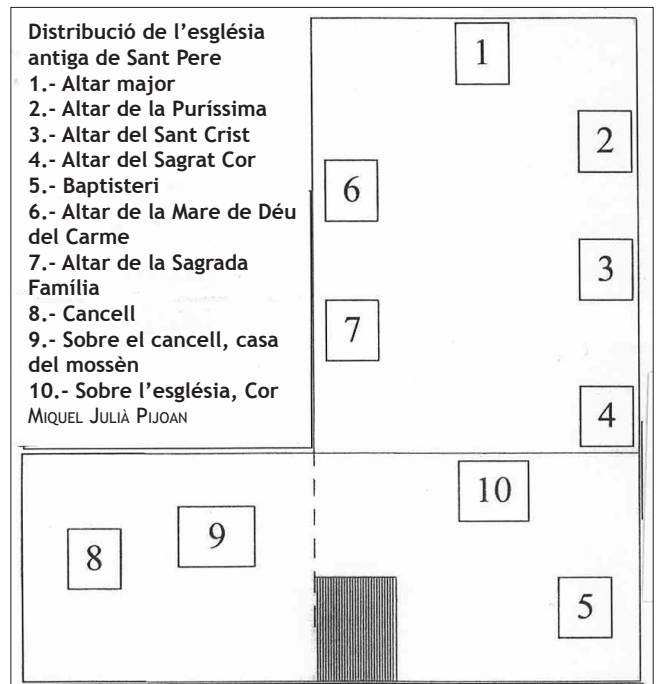 Distribució de l'església
antiga de Sant Pere
1.- Altar major
2.- Altar de la Puríssima
3.- Altar del Sant Crist
4.- Altar del Sagrat Cor
5.- Baptisteri
6.- Altar de la Mare de Déu
del Carme
7.- Altar de la Sagrada
Família
8.- Cancell
9.- Sobre el cancell, casa
del mossèn
10.- Sobre l'església, Cor
MIQUEL JULIÀ PIJOAN
1
2
6
3
7
4
10
9
8
5